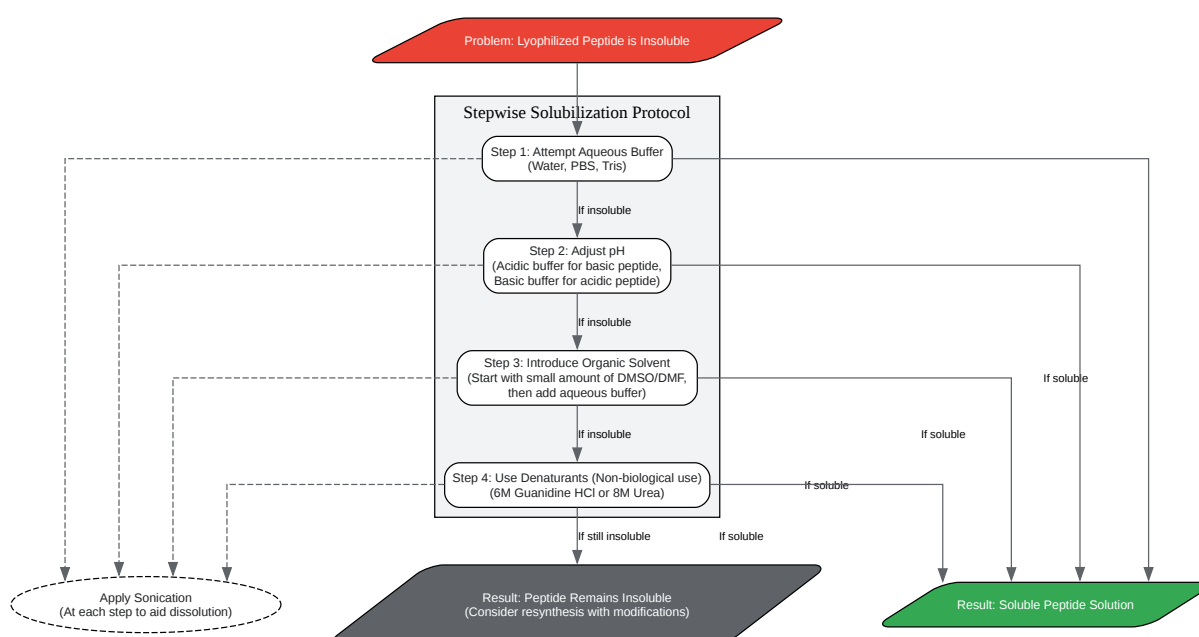 Problem: Lyophilized Peptide is Insoluble
Stepwise Solubilization Protocol
Step 1: Attempt Aqueous Buffer
(Water, PBS, Tris)
If insoluble
Step 2: Adjust pH
(Acidic buffer for basic peptide,
Basic buffer for acidic peptide)
If insoluble
Step 3: Introduce Organic Solvent
(Start with small amount of DMSO/DMF,
then add aqueous buffer)
If soluble
If insoluble
If soluble
Step 4: Use Denaturants (Non-biological use)
(6M Guanidine HCl or 8M Urea)
If soluble
If still insoluble
If soluble
Apply Sonication
(At each step to aid dissolution)
Result: Peptide Remains Insoluble
(Consider resynthesis with modifications)
Result: Soluble Peptide Solution